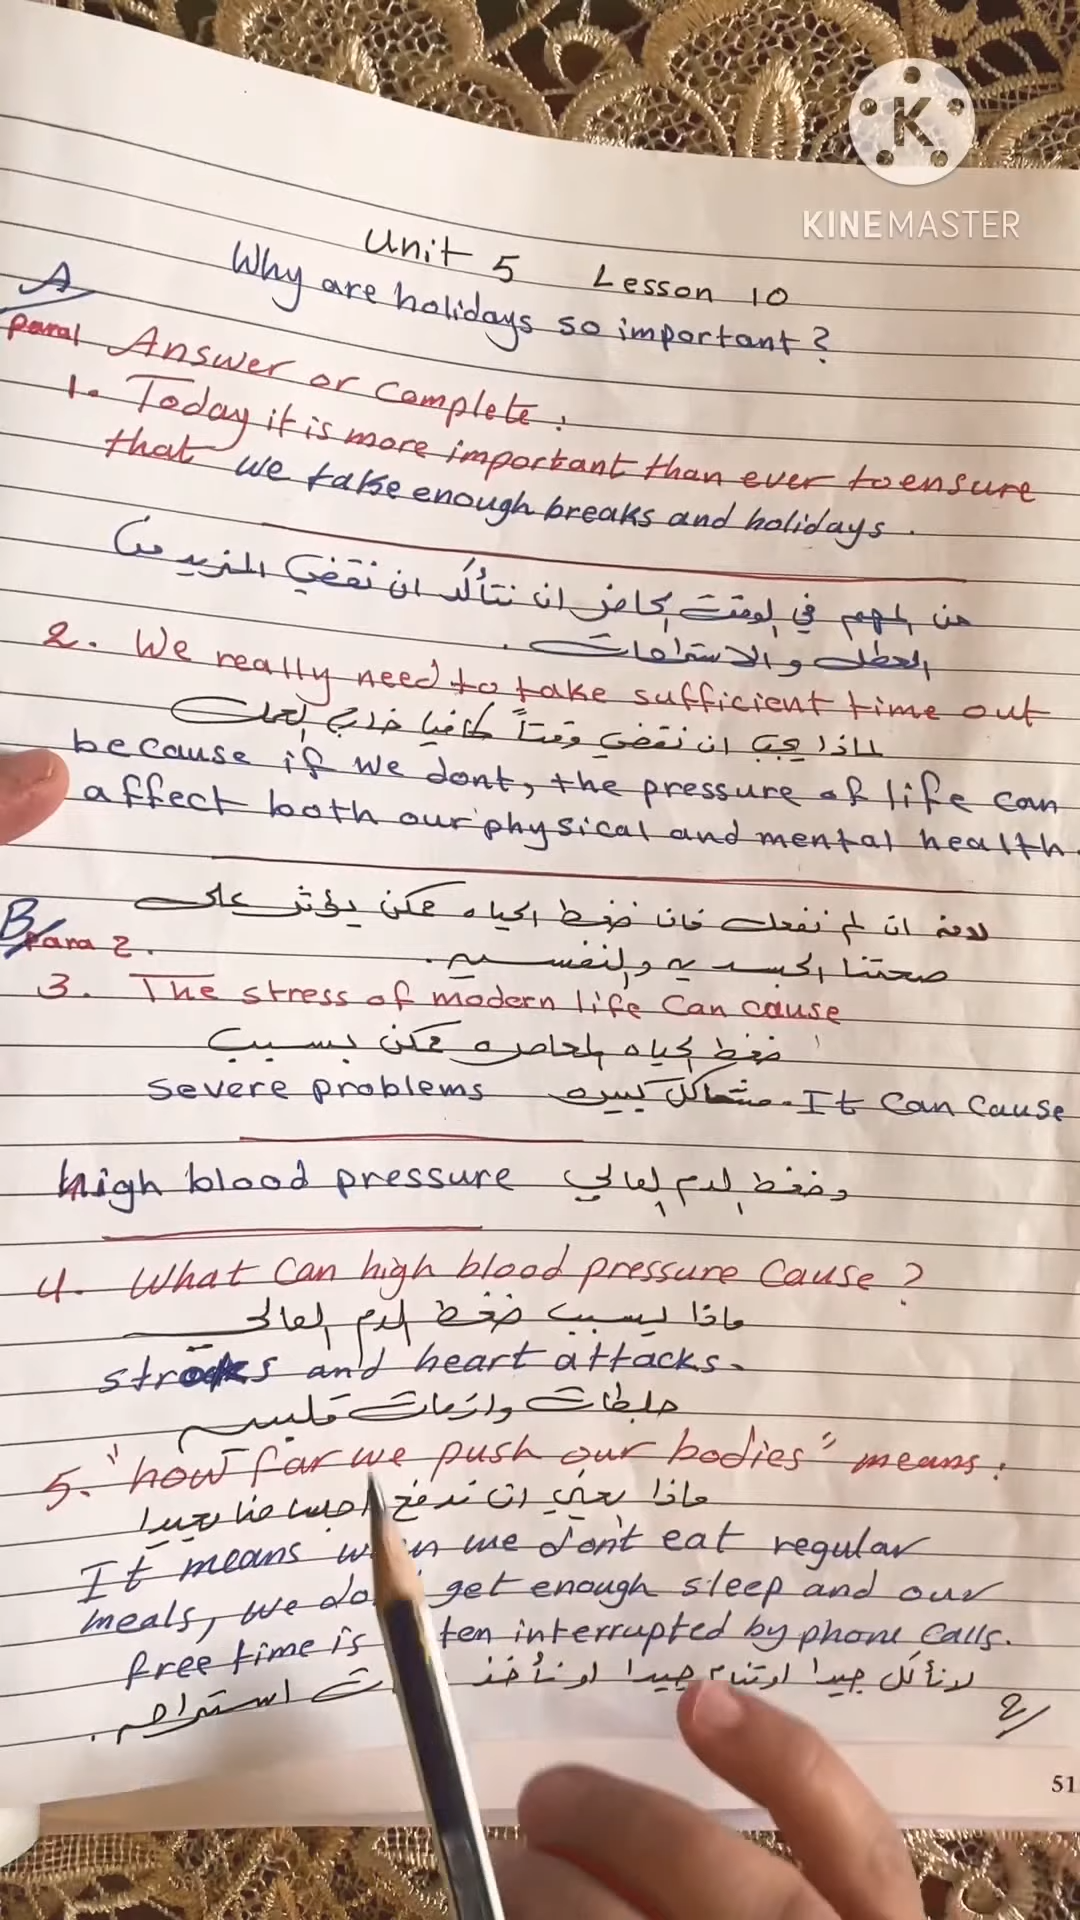 KINEMASTER
Unit 5 Lesson 10
Why are holidays so important?
A
para1 Answer or complete:
1. Today it is more important than ever to ensure
that we take enough breaks and holidays.
من المهم في الوقت الحاضر ان نتأكد ان نقضي المزيد من
العطل والاستراحات.
2. We really need to take sufficient time out
لماذا يجب ان نقضي وقتاً كافيا خارج العمل
because if we dont, the pressure of life can
affect both our physical and mental health.
لانه ان لم نفعل فان ضغط الحياه ممكن يؤثر على
صحتنا الجسديه والنفسيه.
B
Para 2.
3. The stress of modern life can cause
ضغط الحياه المعاصره ممكن يسبب
severe problems مشاكل كبيره. It can cause
high blood pressure وضغط الدم العالي
4. What can high blood pressure cause?
ماذا يسبب ضغط الدم العالي
and heart attacks.
جلطات وازمات قلبيه
5. "how far we push our bodies" means:
ماذا يعني ان ندفع اجسامنا بعيدا
It means when we don't eat regular
meals, we get enough sleep and our
free time is interrupted by phone calls.
لا نأكل جيدا او ننام جيدا او نأخذ
استراحه.
2/
51